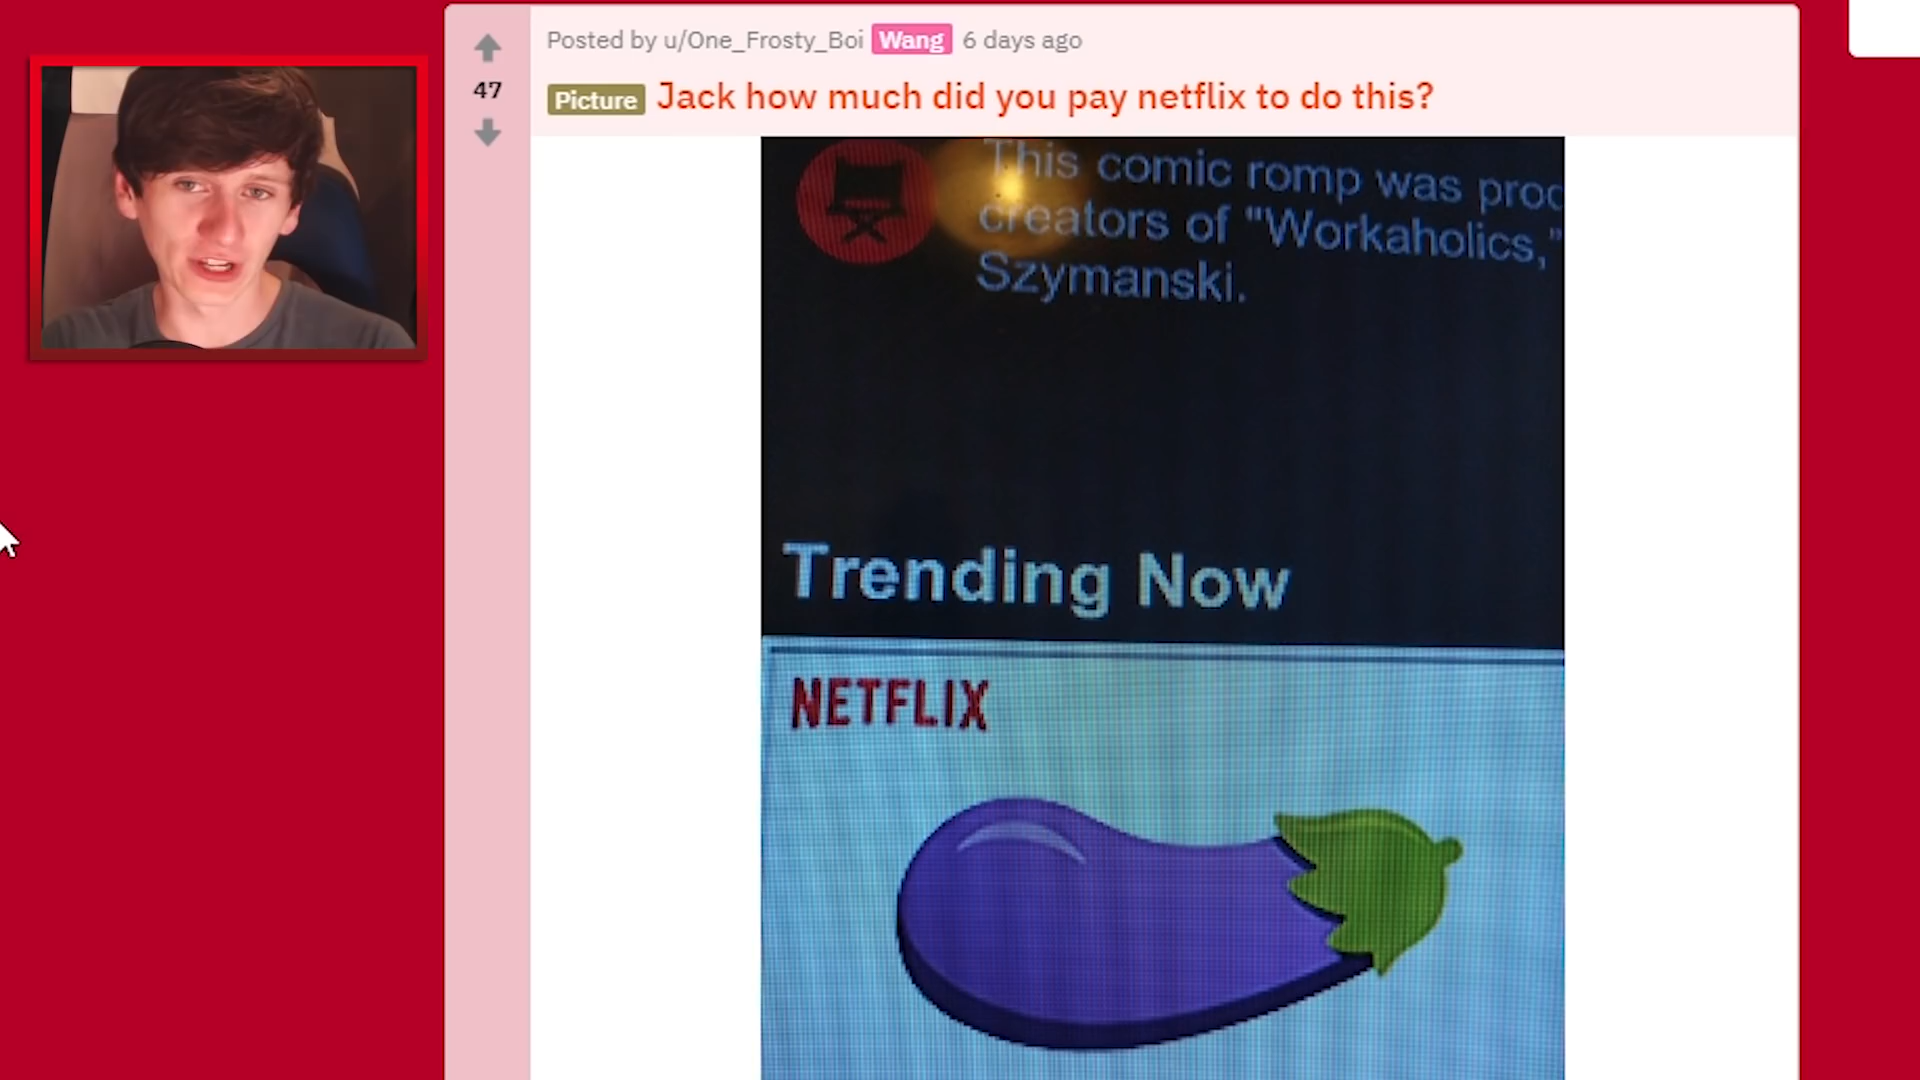 Posted by u/One_Frosty_Boi Wang 6 days ago
47
Picture Jack how much did you pay netflix to do this?
This comic romp was proc
creators of "Workaholics,"
Szymanski.
Trending Now
NETFLIX